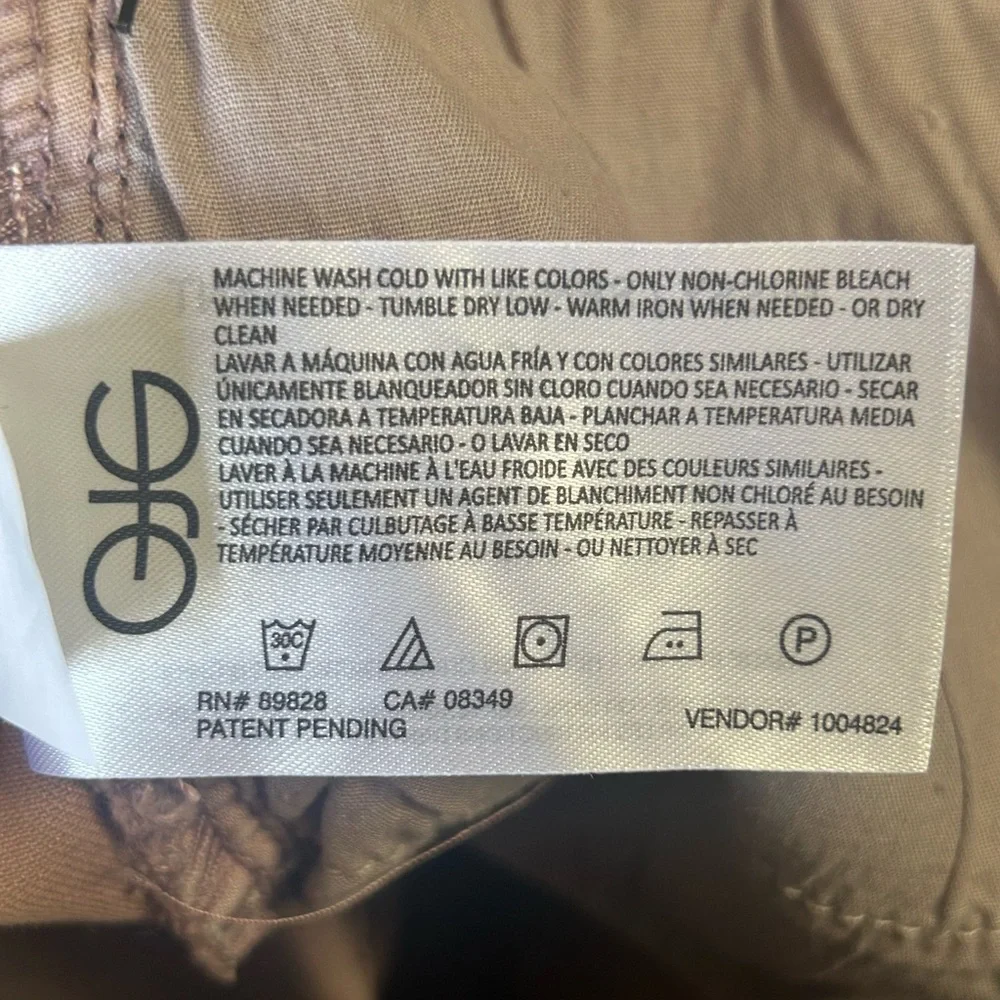 MACHINE WASH COLD WITH LIKE COLORS - ONLY NON-CHLORINE BLEACH
WHEN NEEDED - TUMBLE DRY LOW - WARM IRON WHEN NEEDED - OR DRY
CLEAN
LAVAR A MÁQUINA CON AGUA FRÍA Y CON COLORES SIMILARES - UTILIZAR
ÚNICAMENTE BLANQUEADOR SIN CLORO CUANDO SEA NECESARIO - SECAR
EN SECADORA A TEMPERATURA BAJA - PLANCHAR A TEMPERATURA MEDIA
CUANDO SEA NECESARIO - O LAVAR EN SECO
LAVER À LA MACHINE À L'EAU FROIDE AVEC DES COULEURS SIMILAIRES -
UTILISER SEULEMENT UN AGENT DE BLANCHIMENT NON CHLORÉ AU BESOIN
- SÉCHER PAR CULBUTAGE À BASSE TEMPÉRATURE - REPASSER À
TEMPÉRATURE MOYENNE AU BESOIN - OU NETTOYER À SEC
30C
P
RN# 89828 CA# 08349
PATENT PENDING
VENDOR# 1004824